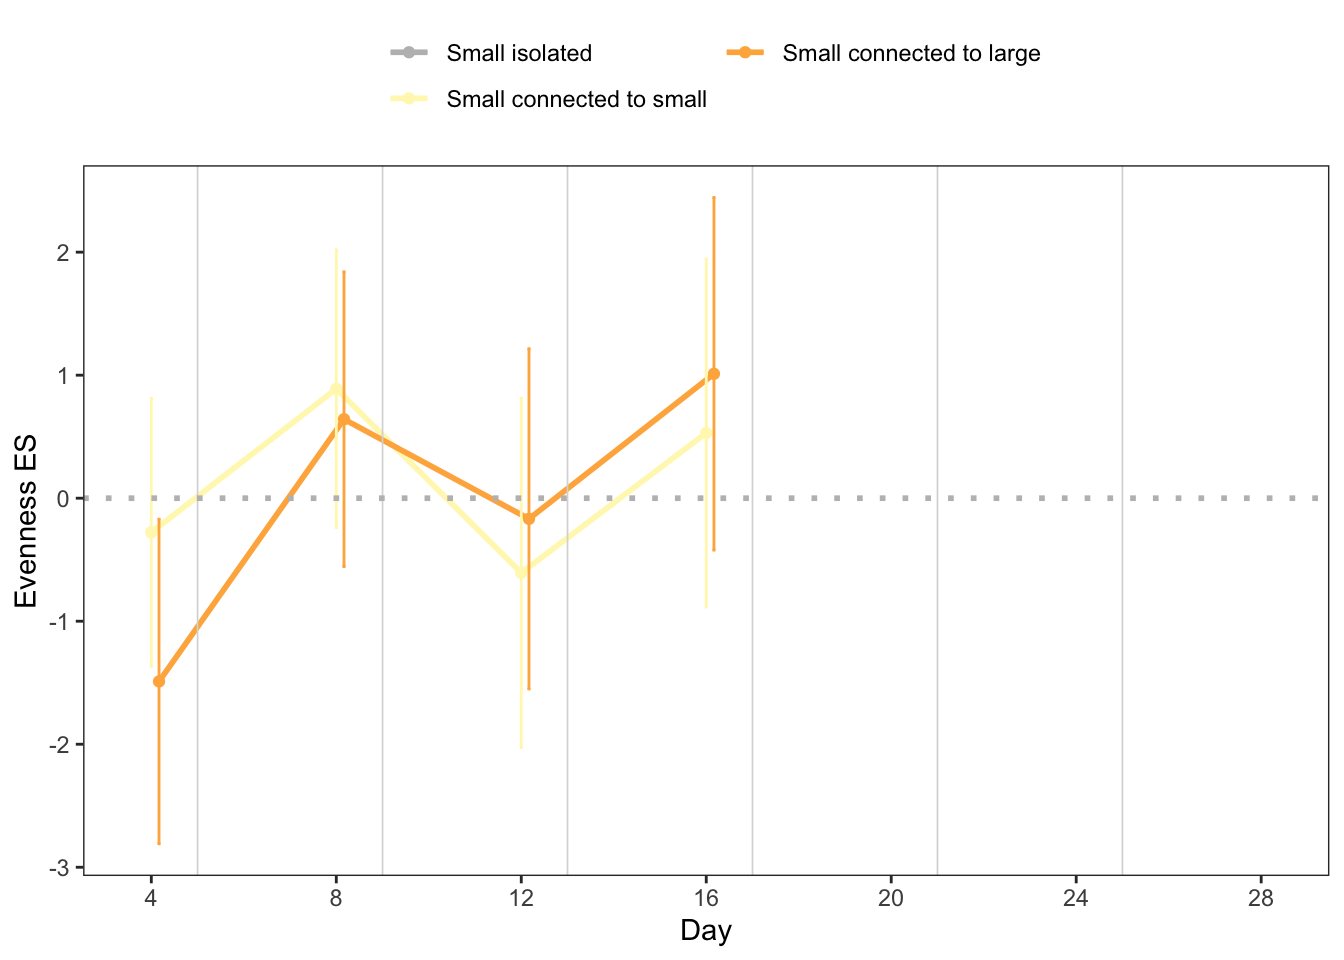 Small isolated
Small connected to large
Small connected to small
Evenness ES
2
1
0
-1
-2
-3
4
8
12
16
20
24
28
Day